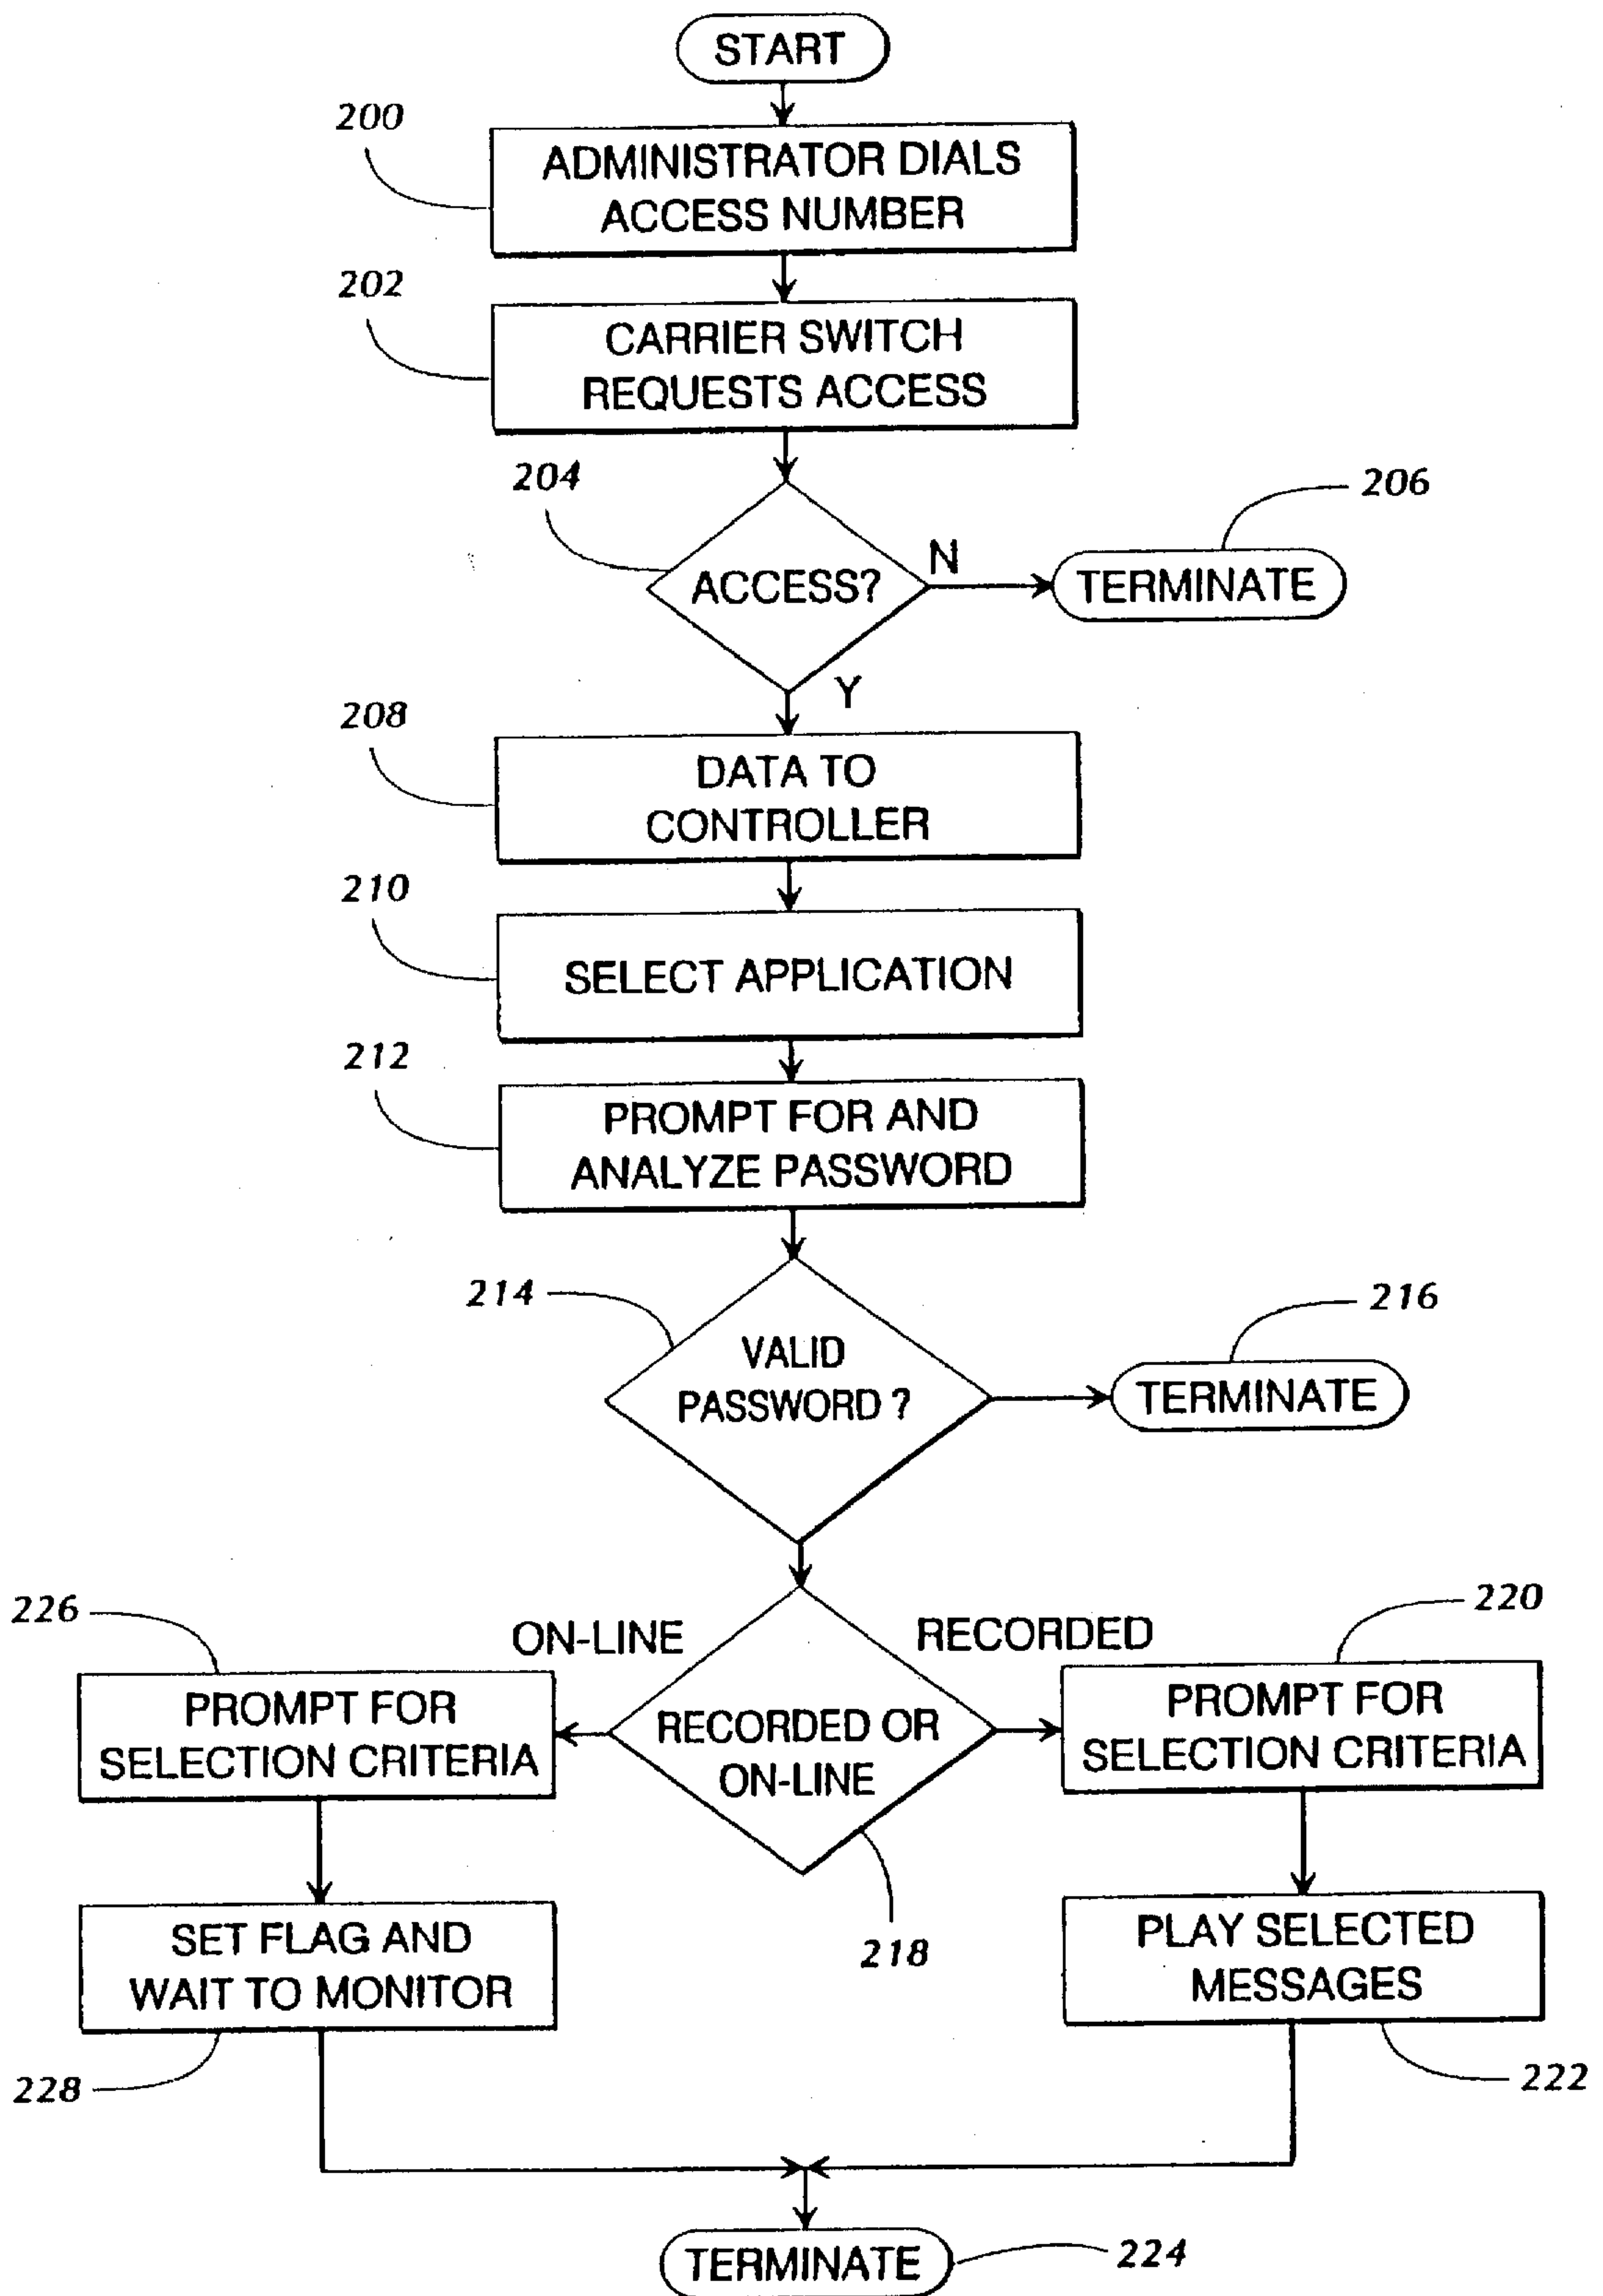 START
200
ADMINISTRATOR DIALS
ACCESS NUMBER
202
CARRIER SWITCH
REQUESTS ACCESS
204
206
ACCESS?
N
TERMINATE
Y
208
DATA TO
CONTROLLER
210
SELECT APPLICATION
212
PROMPT FOR AND
ANALYZE PASSWORD
214
216
VALID
PASSWORD ?
TERMINATE
226
220
ON-LINE
RECORDED
PROMPT FOR
SELECTION CRITERIA
RECORDED OR
ON-LINE
PROMPT FOR
SELECTION CRITERIA
218
SET FLAG AND
WAIT TO MONITOR
PLAY SELECTED
MESSAGES
228
222
TERMINATE
224